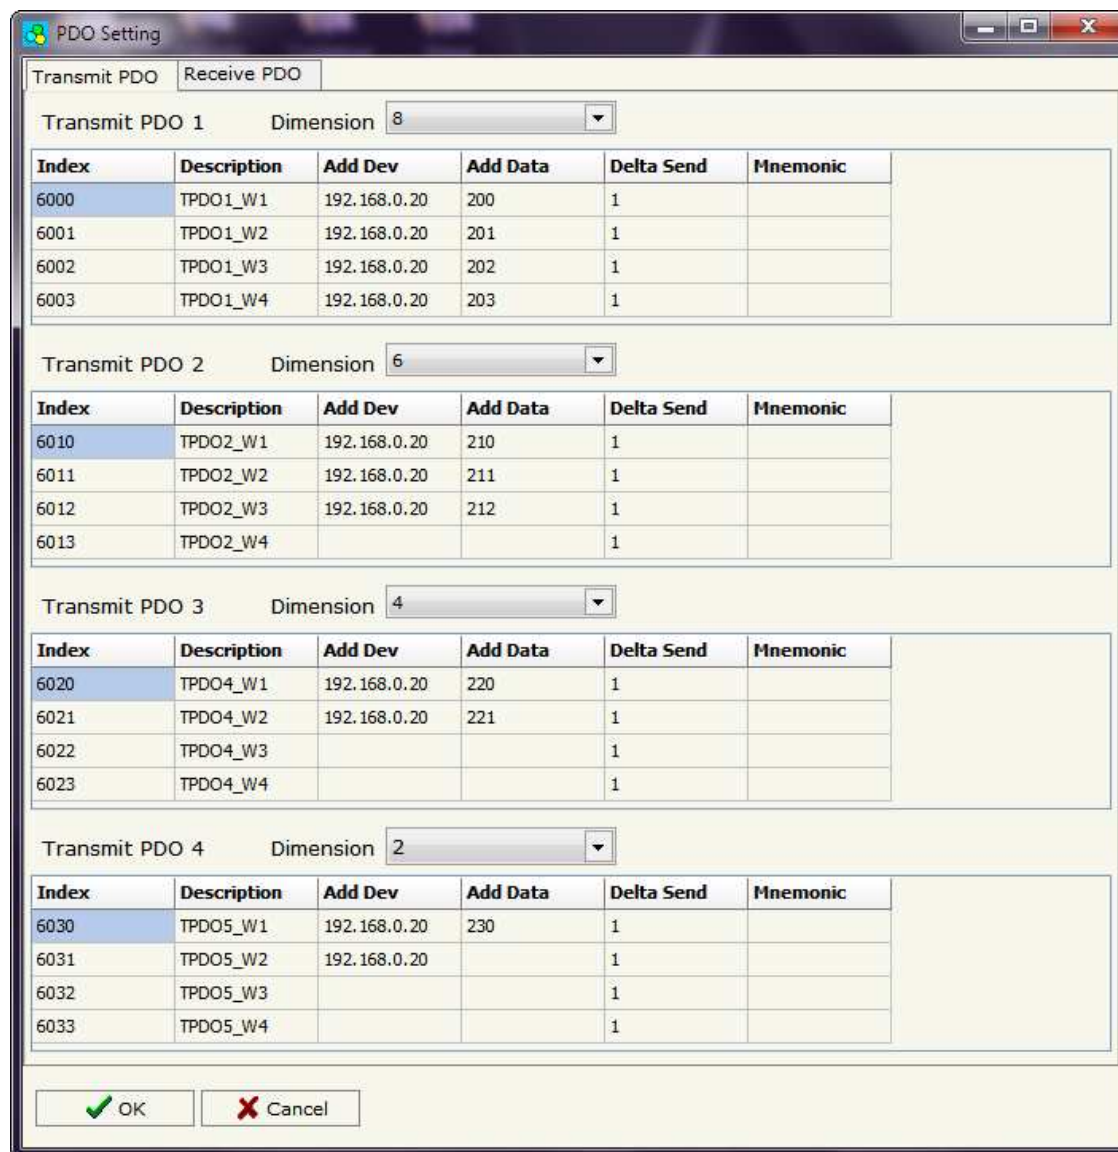 PDO Setting
Transmit PDO Receive PDO
Transmit PDO 1 Dimension 8
Index Description Add Dev Add Data Delta Send Mnemonic
6000 TPDO1_W1 192.168.0.20 200 1
6001 TPDO1_W2 192.168.0.20 201 1
6002 TPDO1_W3 192.168.0.20 202 1
6003 TPDO1_W4 192.168.0.20 203 1
Transmit PDO 2 Dimension 6
Index Description Add Dev Add Data Delta Send Mnemonic
6010 TPDO2_W1 192.168.0.20 210 1
6011 TPDO2_W2 192.168.0.20 211 1
6012 TPDO2_W3 192.168.0.20 212 1
6013 TPDO2_W4 1
Transmit PDO 3 Dimension 4
Index Description Add Dev Add Data Delta Send Mnemonic
6020 TPDO4_W1 192.168.0.20 220 1
6021 TPDO4_W2 192.168.0.20 221 1
6022 TPDO4_W3 1
6023 TPDO4_W4 1
Transmit PDO 4 Dimension 2
Index Description Add Dev Add Data Delta Send Mnemonic
6030 TPDO5_W1 192.168.0.20 230 1
6031 TPDO5_W2 192.168.0.20 1
6032 TPDO5_W3 1
6033 TPDO5_W4 1
OK Cancel